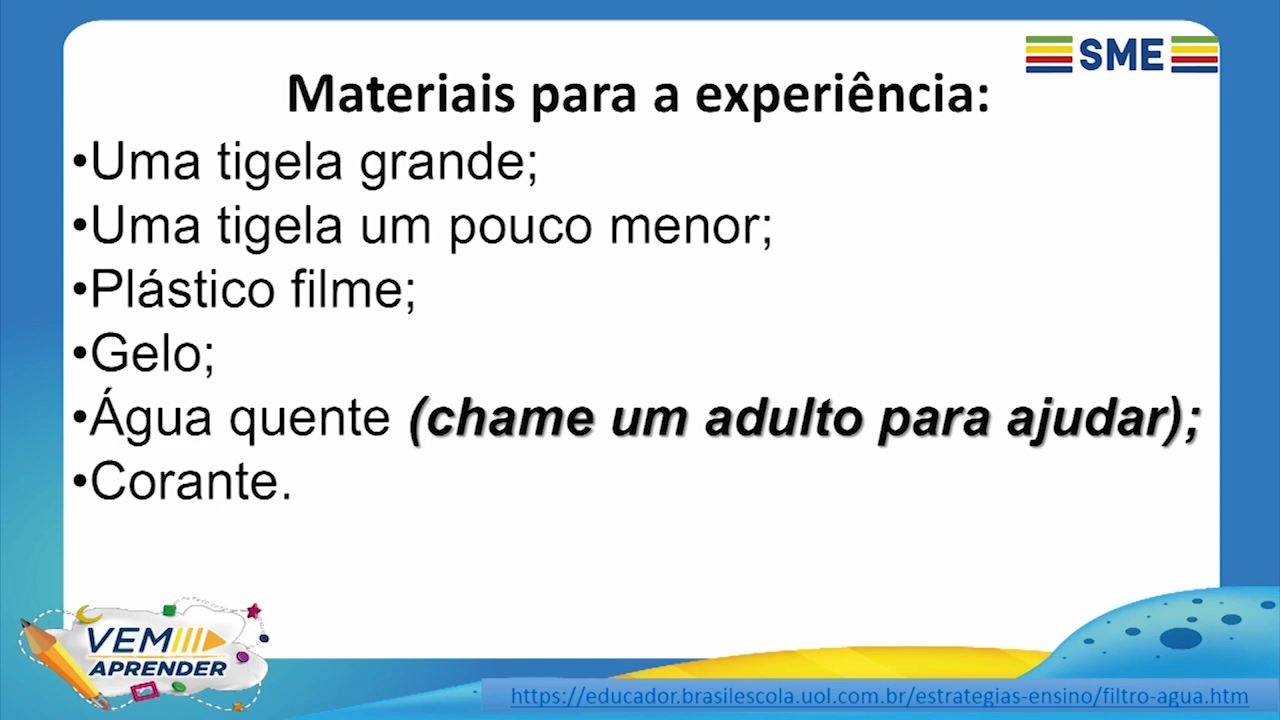 SME
Materiais para a experiência:
•Uma tigela grande;
•Uma tigela um pouco menor;
•Plástico filme;
•Gelo;
•Água quente (chame um adulto para ajudar);
•Corante.
VEM
APRENDER
https://educador.brasilescola.uol.com.br/estrategias-ensino/filtro-agua.htm